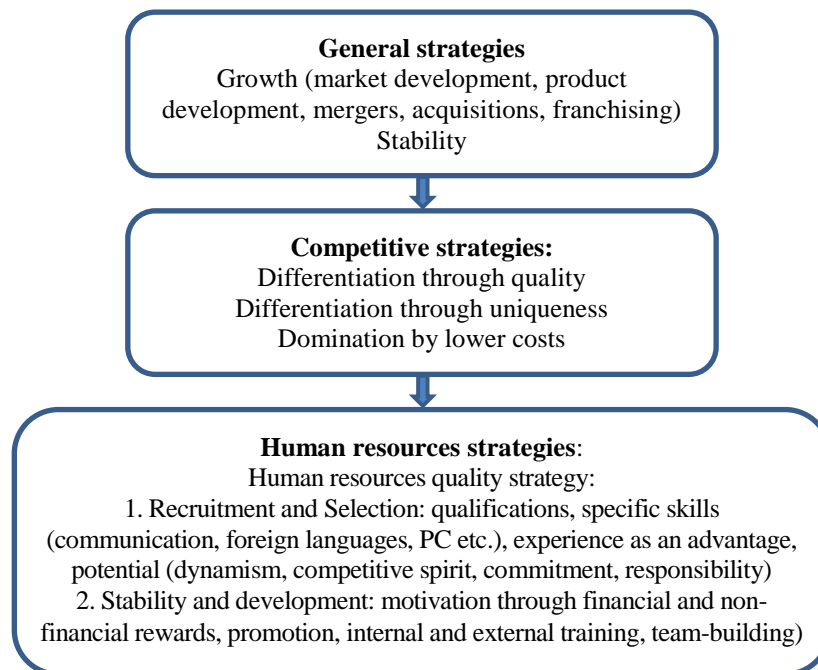 General strategies
Growth (market development, product
development, mergers, acquisitions, franchising)
Stability
Competitive strategies:
Differentiation through quality
Differentiation through uniqueness
Domination by lower costs
Human resources strategies:
Human resources quality strategy:
1. Recruitment and Selection: qualifications, specific skills
(communication, foreign languages, PC etc.), experience as an advantage,
potential (dynamism, competitive spirit, commitment, responsibility)
2. Stability and development: motivation through financial and non-
financial rewards, promotion, internal and external training, team-building)